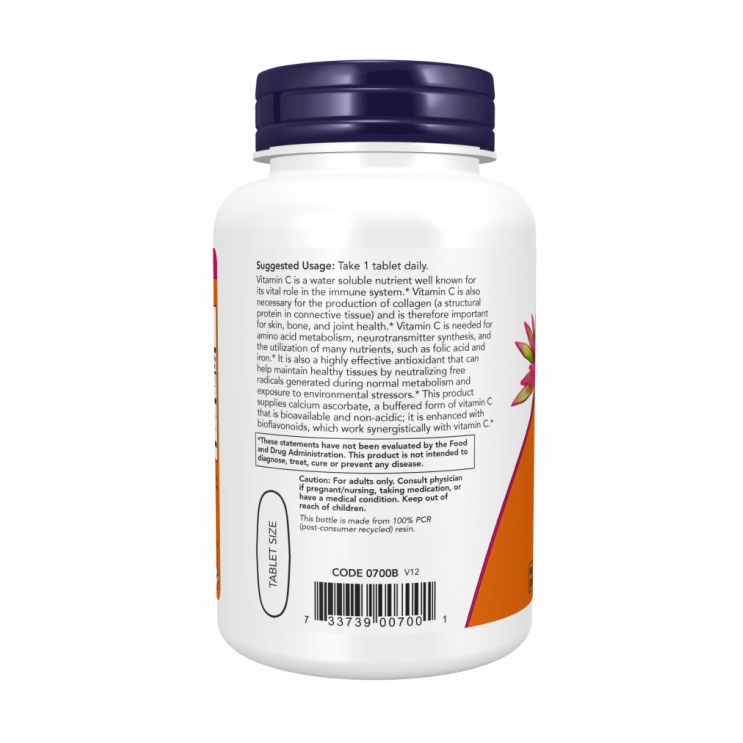 Suggested Usage: Take 1 tablet daily.
Vitamin C is a water soluble nutrient well known for
its vital role in the immune system.* Vitamin C is also
necessary for the production of collagen (a structural
protein in connective tissue) and is therefore important
for skin, bone, and joint health.* Vitamin C is needed for
amino acid metabolism, neurotransmitter synthesis, and
the utilization of many nutrients, such as folic acid and
iron.* It is also a highly effective antioxidant that can
help maintain healthy tissues by neutralizing free
radicals generated during normal metabolism and
exposure to environmental stressors.* This product
supplies calcium ascorbate, a buffered form of vitamin C
that is bioavailable and non-acidic; it is enhanced with
bioflavonoids, which work synergistically with vitamin C.*
*These statements have not been evaluated by the Food
and Drug Administration. This product is not intended to
diagnose, treat, cure or prevent any disease.
Caution: For adults only. Consult physician
if pregnant/nursing, taking medication, or
have a medical condition. Keep out of
reach of children.
This bottle is made from 100% PCR
(post-consumer recycled) resin.
TABLET SIZE
CODE 0700B V12
7 33739 00700 1